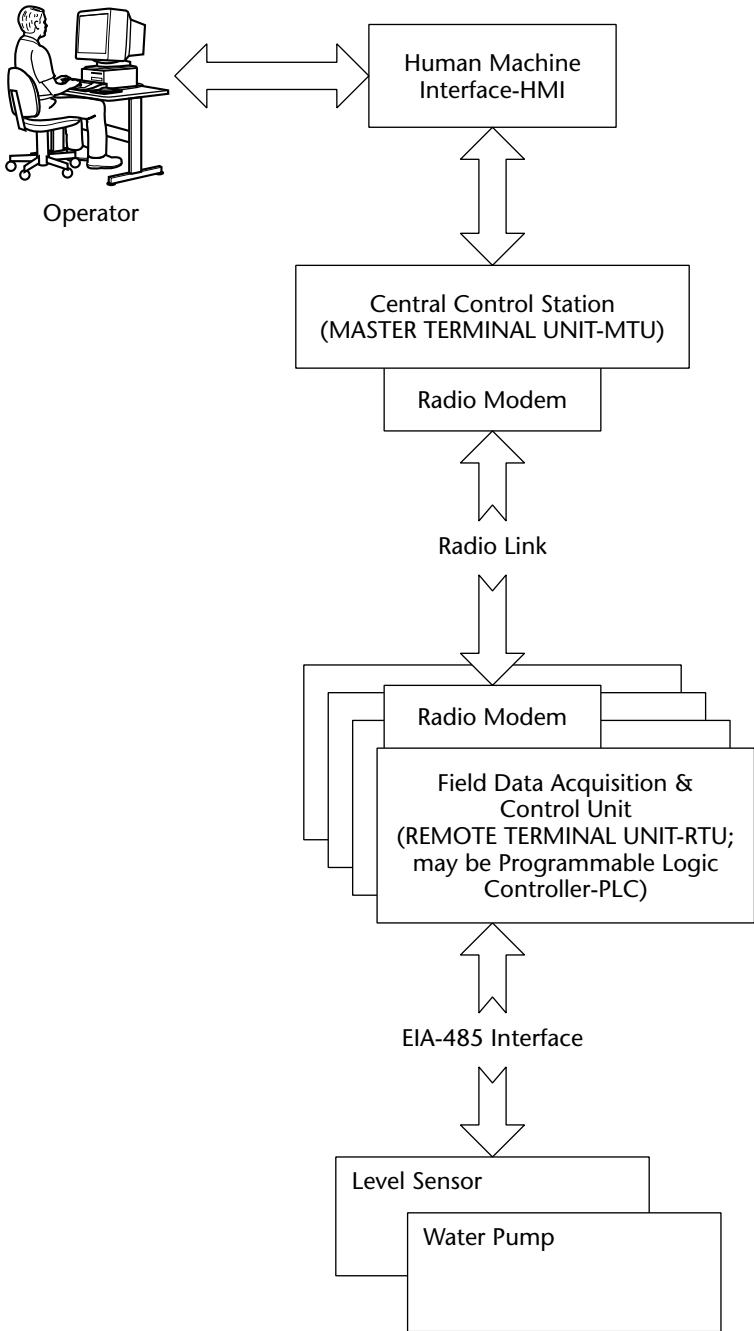 Human Machine
Interface-HMI
Operator
Central Control Station
(MASTER TERMINAL UNIT-MTU)
Radio Modem
Radio Link
Radio Modem
Field Data Acquisition &
Control Unit
(REMOTE TERMINAL UNIT-RTU;
may be Programmable Logic
Controller-PLC)
EIA-485 Interface
Level Sensor
Water Pump